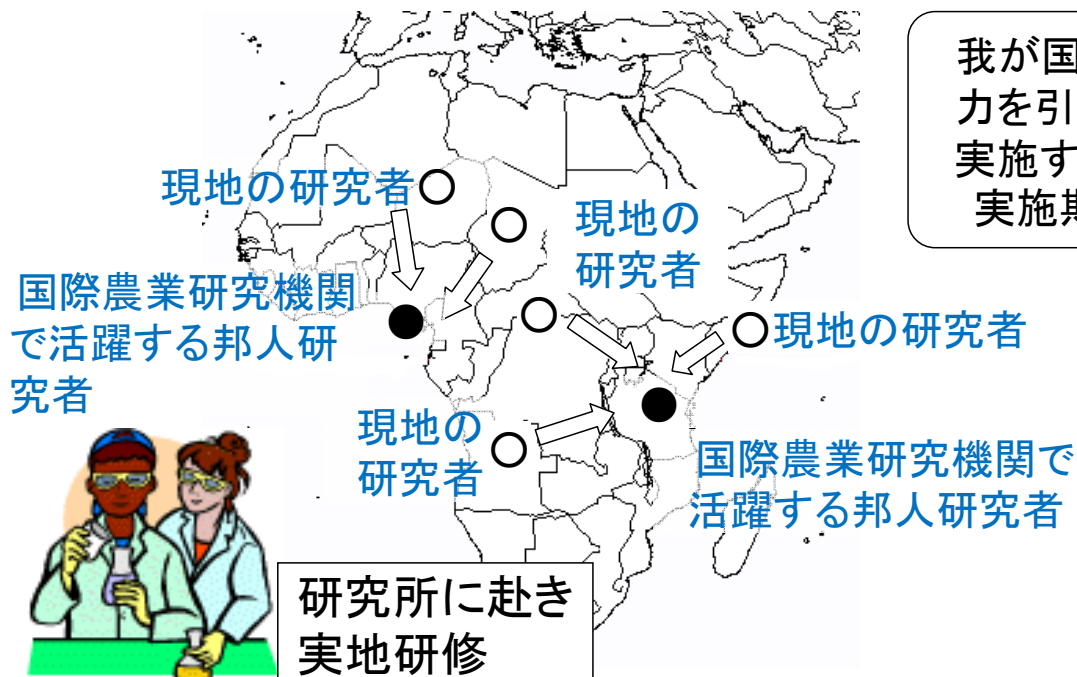 我が国
力を引
実施す
実施期
現地の研究者
現地の
研究者
国際農業研究機関
で活躍する邦人研
究者
現地の研究者
現地の
研究者
国際農業研究機関で
活躍する邦人研究者
研究所に赴き
実地研修